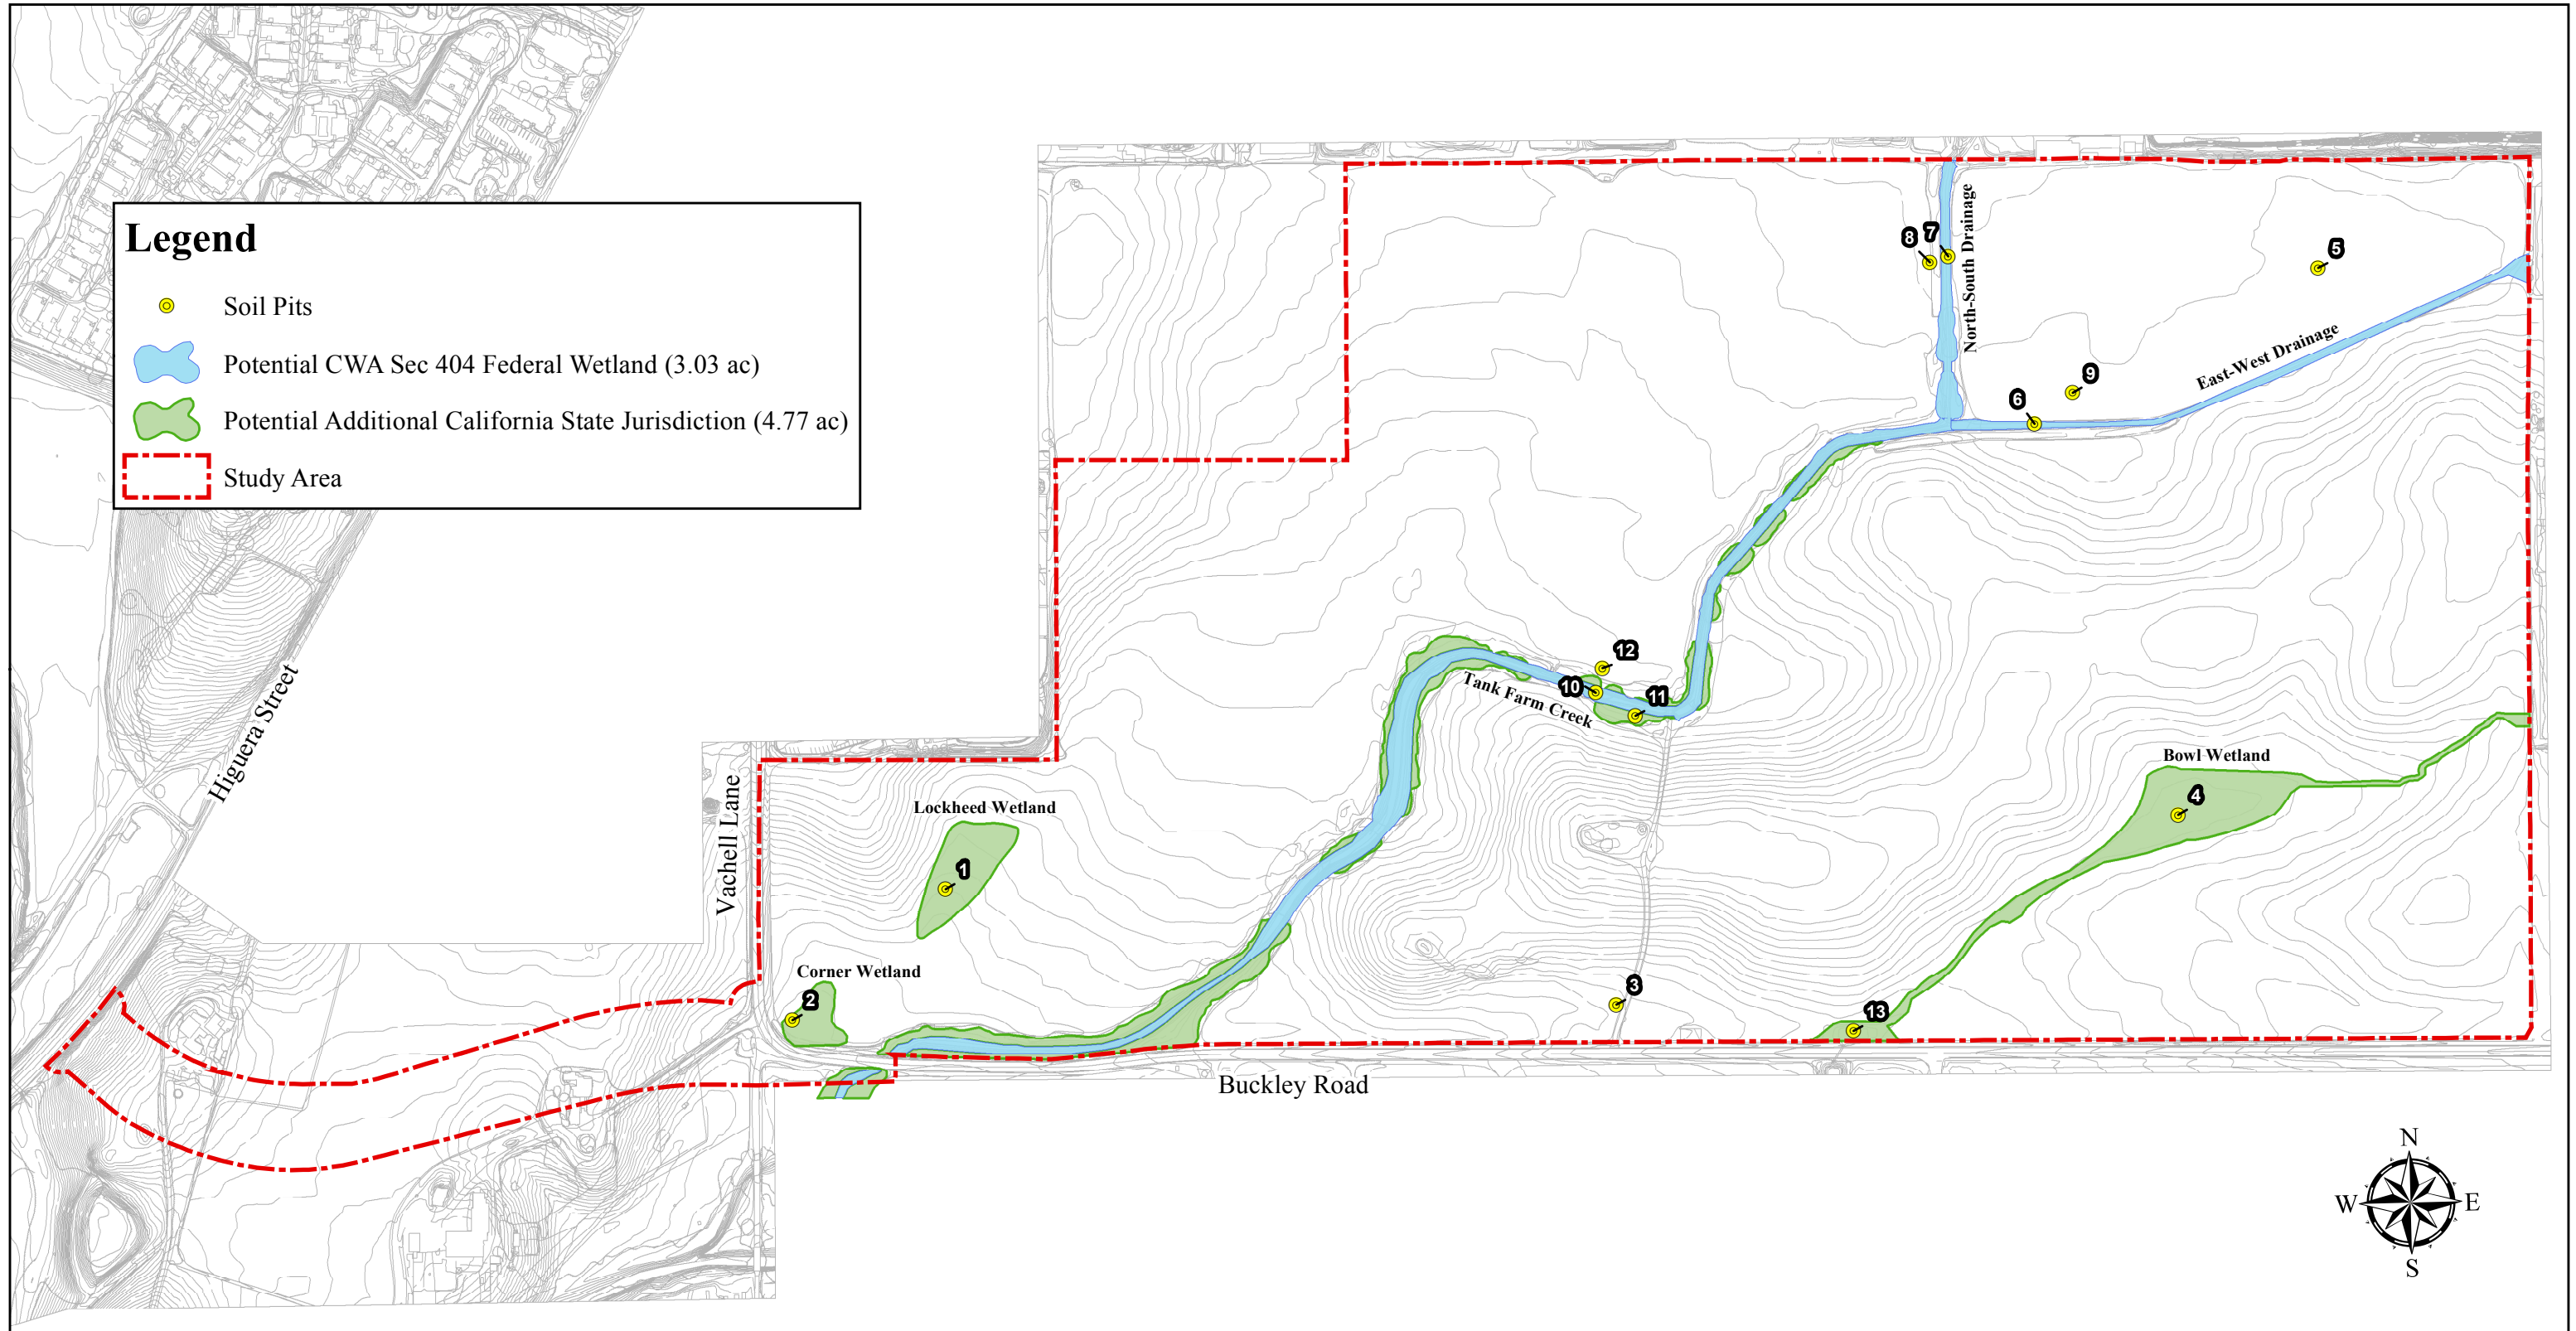 Legend
Soil Pits
Potential CWA Sec 404 Federal Wetland (3.03 ac)
Potential Additional California State Jurisdiction (4.77 ac)
Study Area
8
7
North-South Drainage
5
East-West Drainage
9
6
12
10
11
Tank Farm Creek
Higuera Street
Vachell Lane
Bowl Wetland
4
Lockheed Wetland
1
Corner Wetland
2
3
13
Buckley Road
N
W
E
S